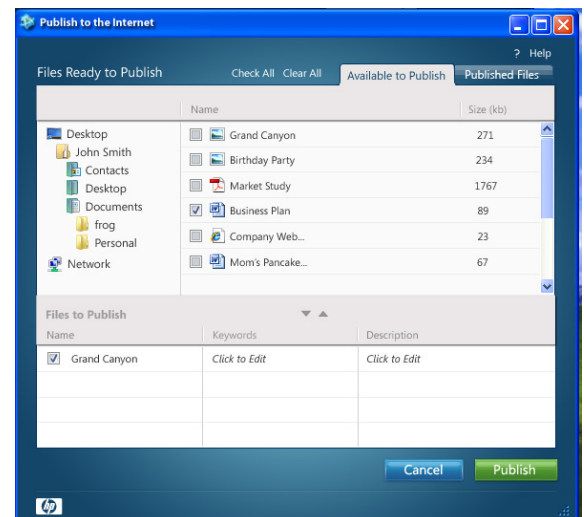 Publish to the Internet
? Help
Files Ready to Publish Check All Clear All Available to Publish Published Files
Name Size (kb)
Desktop
John Smith
Contacts
Desktop
Documents
frog
Personal
Network
Grand Canyon 271
Birthday Party 234
Market Study 1767
Business Plan 89
Company Web... 23
Mom's Pancake... 67
Files to Publish
Name Keywords Description
Grand Canyon Click to Edit Click to Edit
Cancel Publish
hp